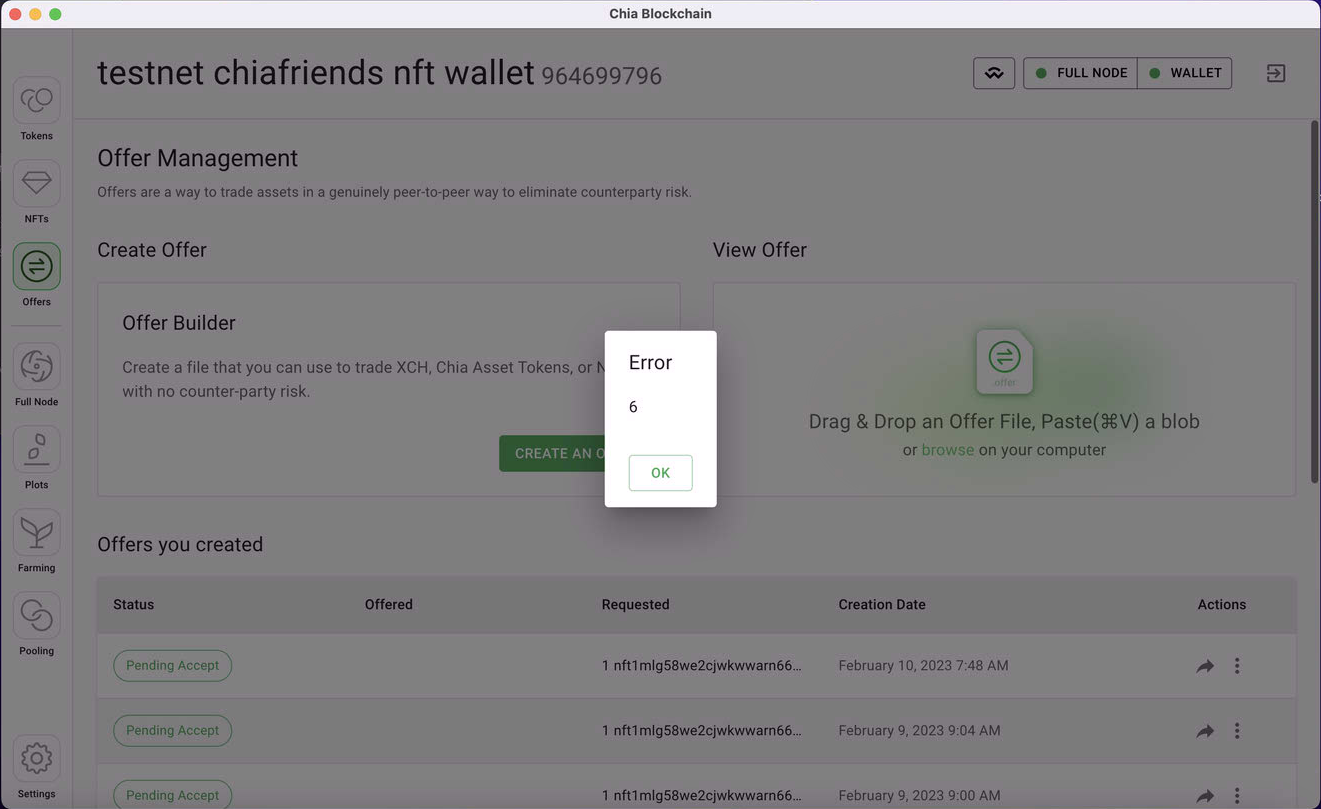 Chia Blockchain
testnet chiafriends nft wallet 964699796
FULL NODE
WALLET
Tokens
NFTs
Offers
Full Node
Plots
Farming
Pooling
Settings
Offer Management
Offers are a way to trade assets in a genuinely peer-to-peer way to eliminate counterparty risk.
Create Offer
Offer Builder
Create a file that you can use to trade XCH, Chia Asset Tokens, or N
with no counter-party risk.
CREATE AN O
View Offer
.offer
Drag & Drop an Offer File, Paste(⌘V) a blob
or browse on your computer
Error
6
OK
Offers you created
Status Offered Requested Creation Date Actions
Pending Accept 1 nft1mlg58we2cjwkwwarn66... February 10, 2023 7:48 AM
Pending Accept 1 nft1mlg58we2cjwkwwarn66... February 9, 2023 9:04 AM
Pending Accept 1 nft1mlg58we2cjwkwwarn66... February 9, 2023 9:00 AM